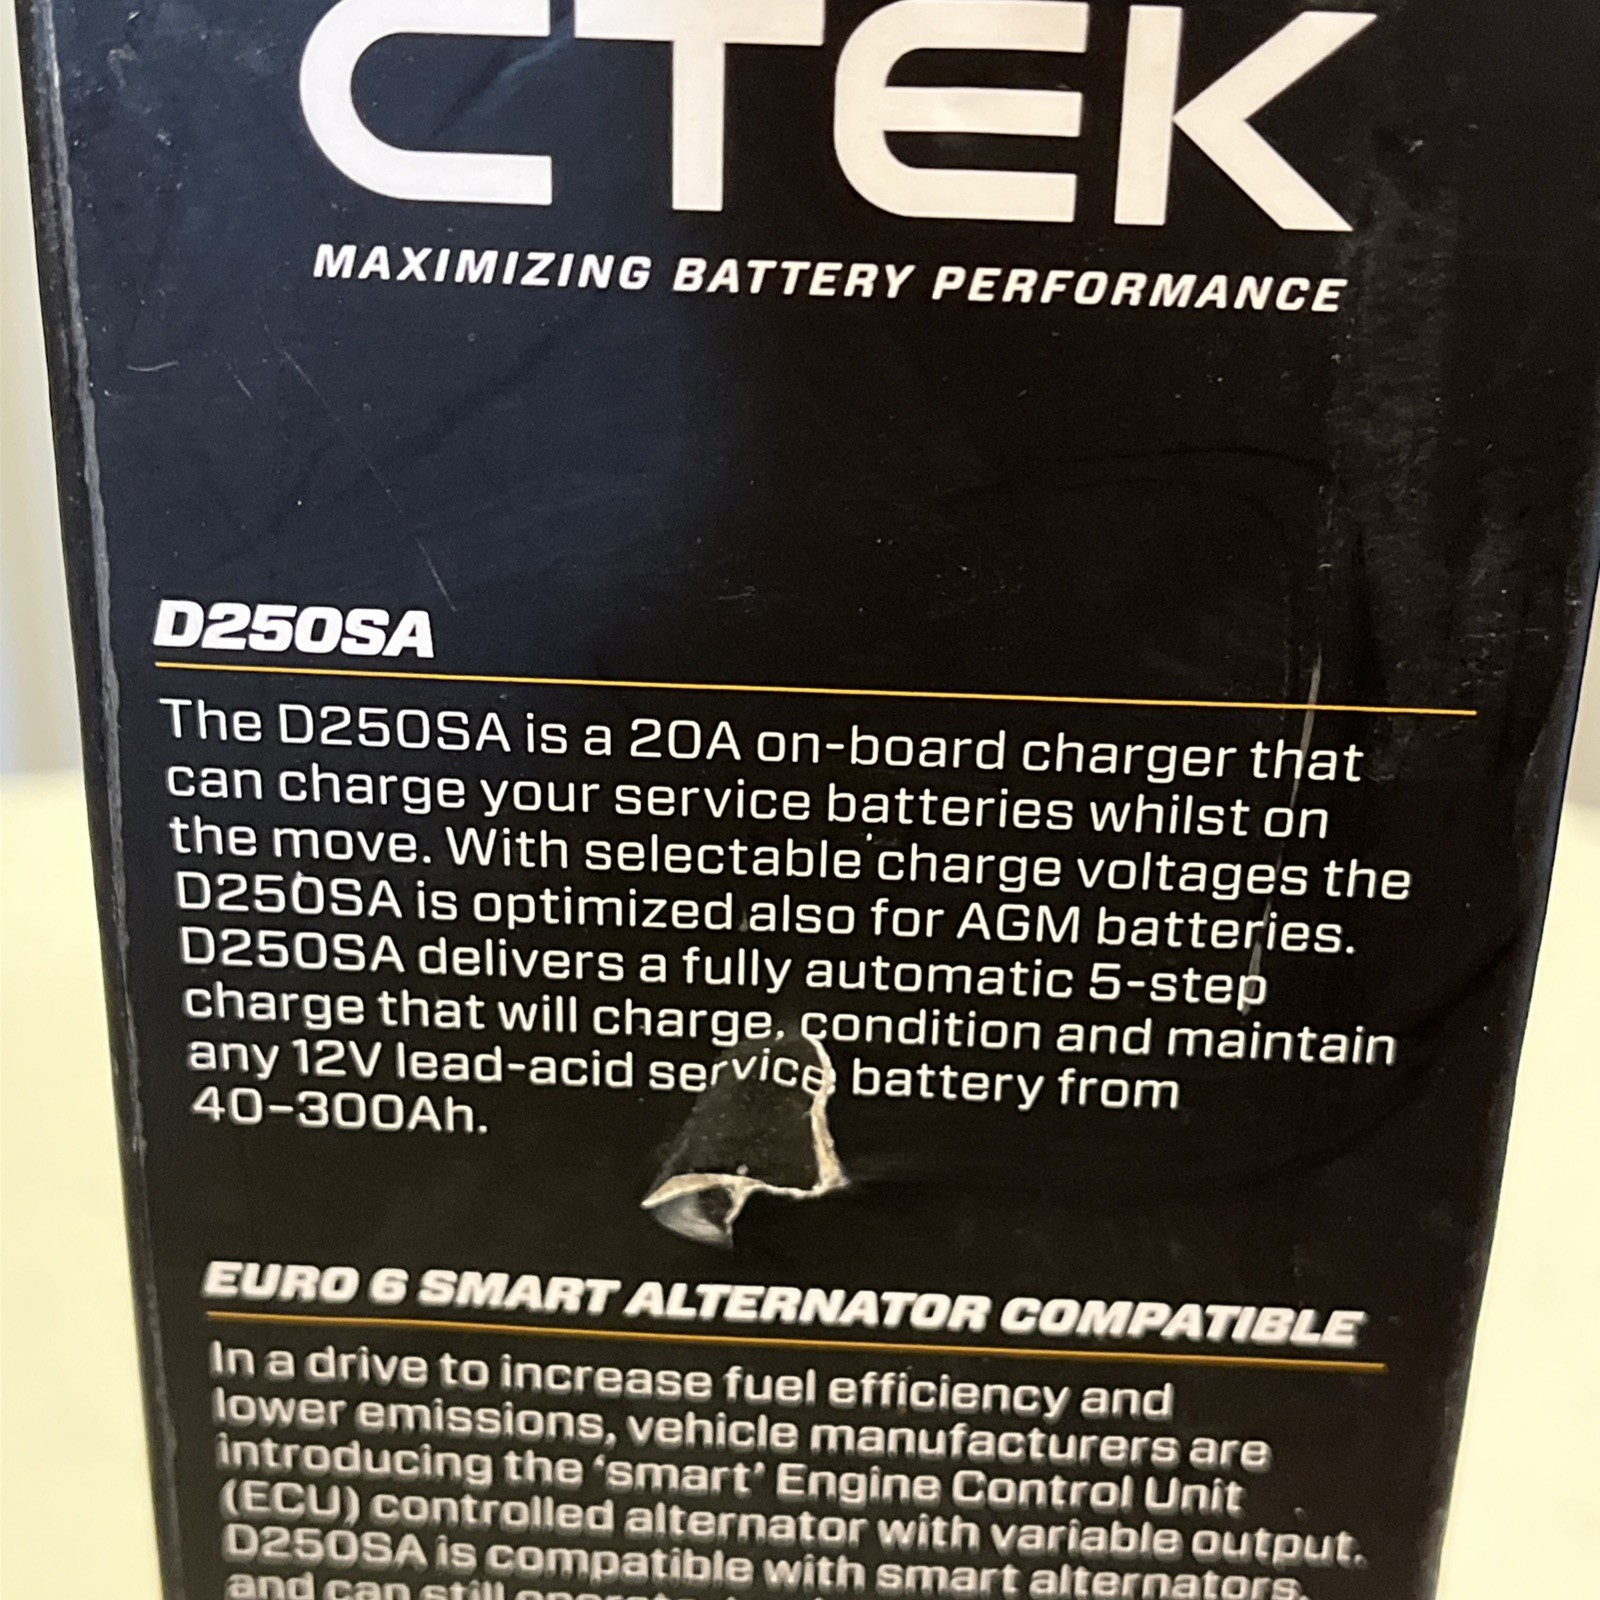 CTEK
MAXIMIZING BATTERY PERFORMANCE
D250SA
The D250SA is a 20A on-board charger that
can charge your service batteries whilst on
the move. With selectable charge voltages the
D250SA is optimized also for AGM batteries.
D250SA delivers a fully automatic 5-step
charge that will charge, condition and maintain
any 12V lead-acid service battery from
40-300Ah.
EURO 6 SMART ALTERNATOR COMPATIBLE
In a drive to increase fuel efficiency and
lower emissions, vehicle manufacturers are
introducing the ‘smart’ Engine Control Unit
(ECU) controlled alternator with variable output.
D250SA is compatible with smart alternators,
and can still